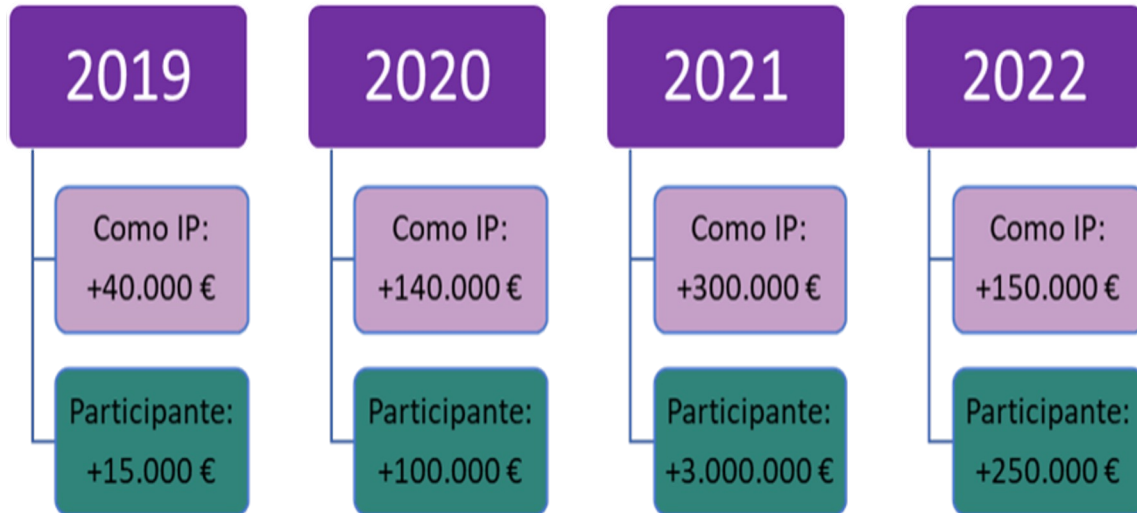 2019
Como IP:
+40.000 €
Participante:
+15.000 €
2020
Como IP:
+140.000 €
Participante:
+100.000 €
2021
Como IP:
+300.000 €
Participante:
+3.000.000 €
2022
Como IP:
+150.000 €
Participante:
+250.000 €